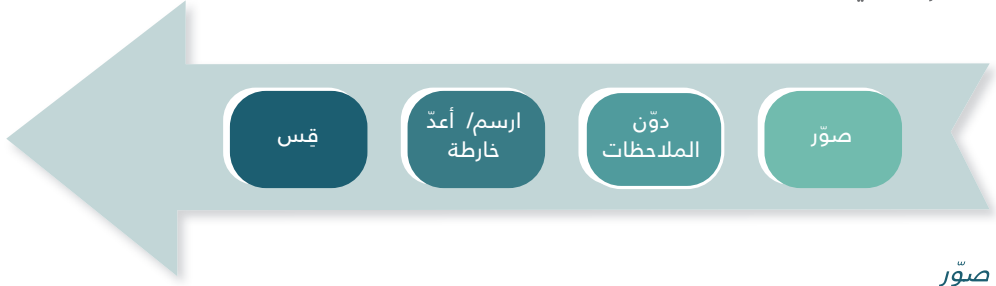 صوّر
دوّن
الملاحظات
ارسم/ أعدّ
خارطة
قِس
صوّر